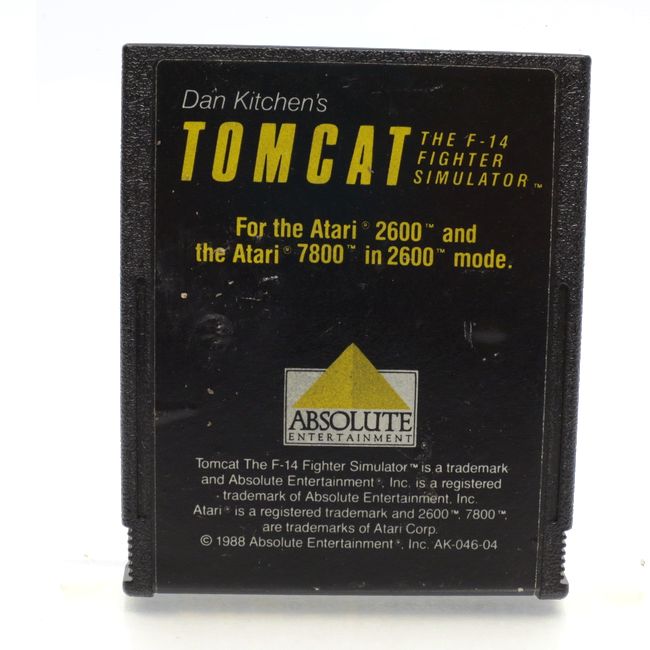 Dan Kitchen's
TOMCAT THE F-14
FIGHTER
SIMULATOR™
For the Atari® 2600™ and
the Atari® 7800™ in 2600™ mode.
ABSOLUTE
ENTERTAINMENT
Tomcat The F-14 Fighter Simulator™ is a trademark
and Absolute Entertainment®, Inc. is a registered
trademark of Absolute Entertainment, Inc.
Atari® is a registered trademark and 2600™, 7800™,
are trademarks of Atari Corp.
© 1988 Absolute Entertainment®, Inc. AK-046-04